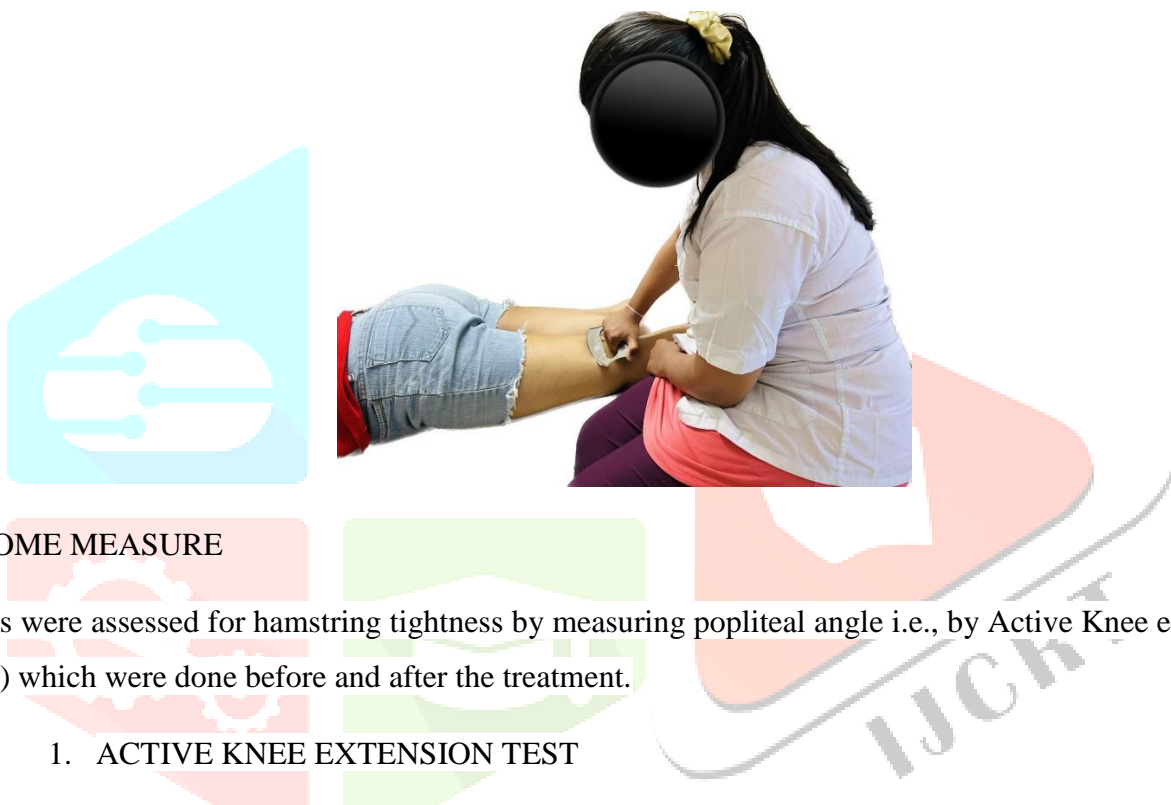 OME MEASURE
s were assessed for hamstring tightness by measuring popliteal angle i.e., by Active Knee e
) which were done before and after the treatment.
1. ACTIVE KNEE EXTENSION TEST
IJCRT